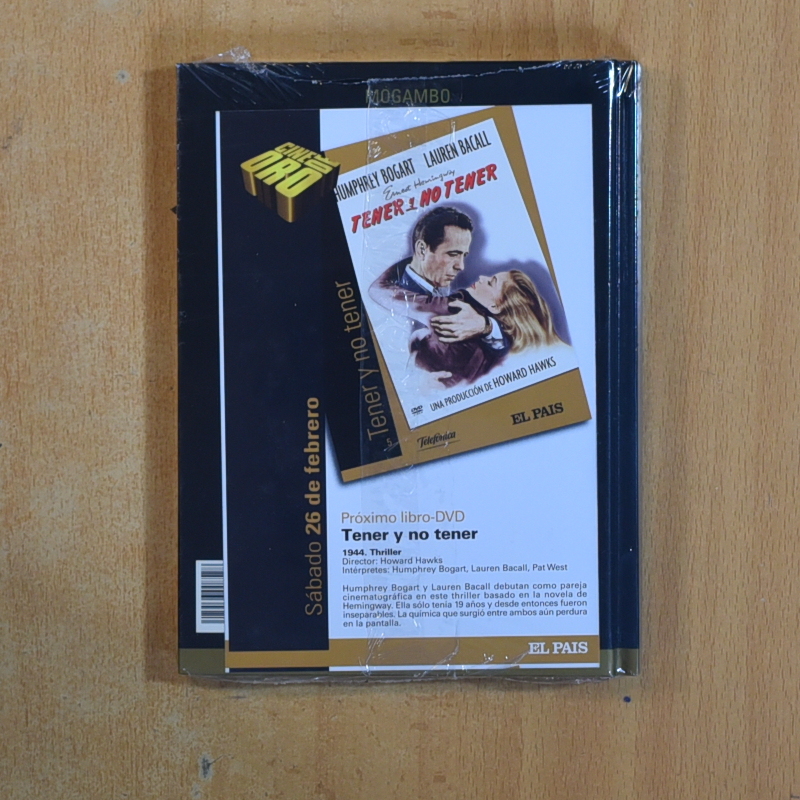 MOGAMBO
CINE DE
ORO
HUMPHREY BOGART LAUREN BACALL
Ernest Hemingway
TENER Y NO TENER
UNA PRODUCCIÓN DE HOWARD HAWKS
DVD
EL PAIS
Telefónica
5
Tener y no tener
Sábado 26 de febrero
Próximo libro-DVD
Tener y no tener
1944. Thriller
Director: Howard Hawks
Intérpretes: Humphrey Bogart, Lauren Bacall, Pat West
Humphrey Bogart y Lauren Bacall debutan como pareja
cinematográfica en este thriller basado en la novela de
Hemingway. Ella sólo tenía 19 años y desde entonces fueron
inseparables. La química que surgió entre ambos aún perdura
en la pantalla.
EL PAIS